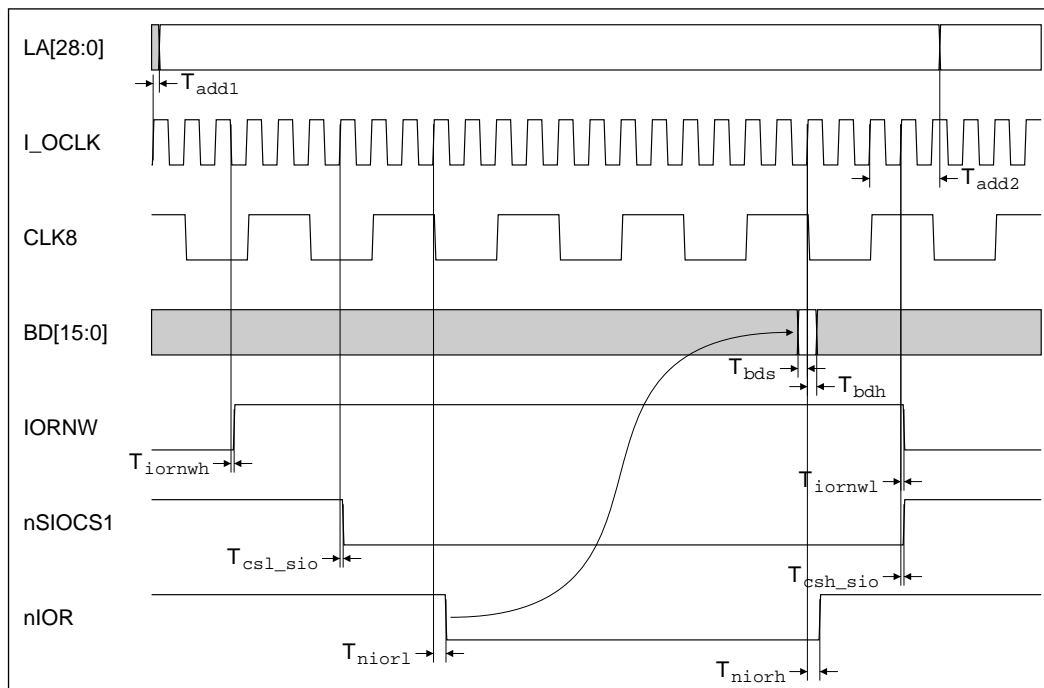 LA[28:0]
Tadd1
I_OCLK
Tadd2
CLK8
BD[15:0]
Tbds
Tbdh
IORNW
Tiornwh
Tiornwl
nSIOCS1
Tcsl_sio
Tcsh_sio
nIOR
Tniorl
Tniorh